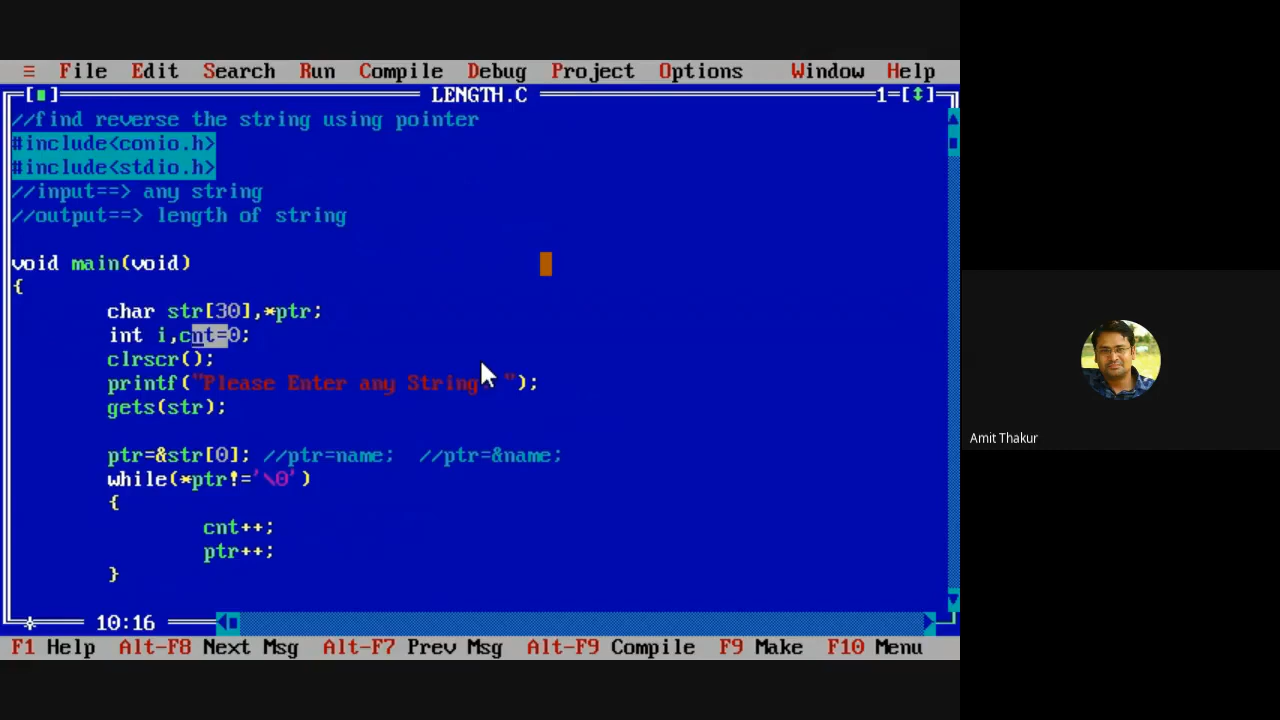 ≡ File Edit Search Run Compile Debug Project Options Window Help
LENGTH.C 1
//find reverse the string using pointer
#include<conio.h>
#include<stdio.h>
//input==> any string
//output==> length of string
void main(void)
{
char str[30],*ptr;
int i,cnt=0;
clrscr();
printf("Please Enter any String ");
gets(str);
ptr=&str[0]; //ptr=name; //ptr=&name;
while(*ptr!='\0')
{
cnt++;
ptr++;
}
10:16
F1 Help Alt-F8 Next Msg Alt-F7 Prev Msg Alt-F9 Compile F9 Make F10 Menu
Amit Thakur